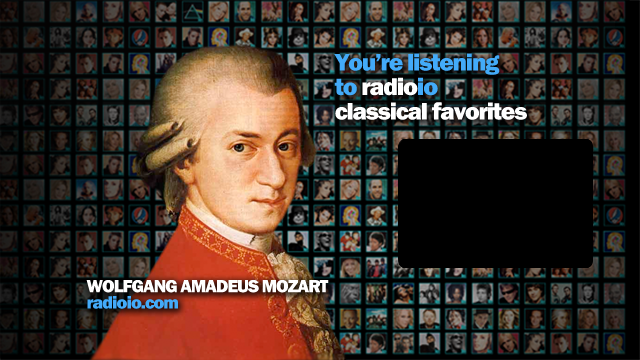 You're listening
to radioio
classical favorites
WOLFGANG AMADEUS MOZART
radioio.com